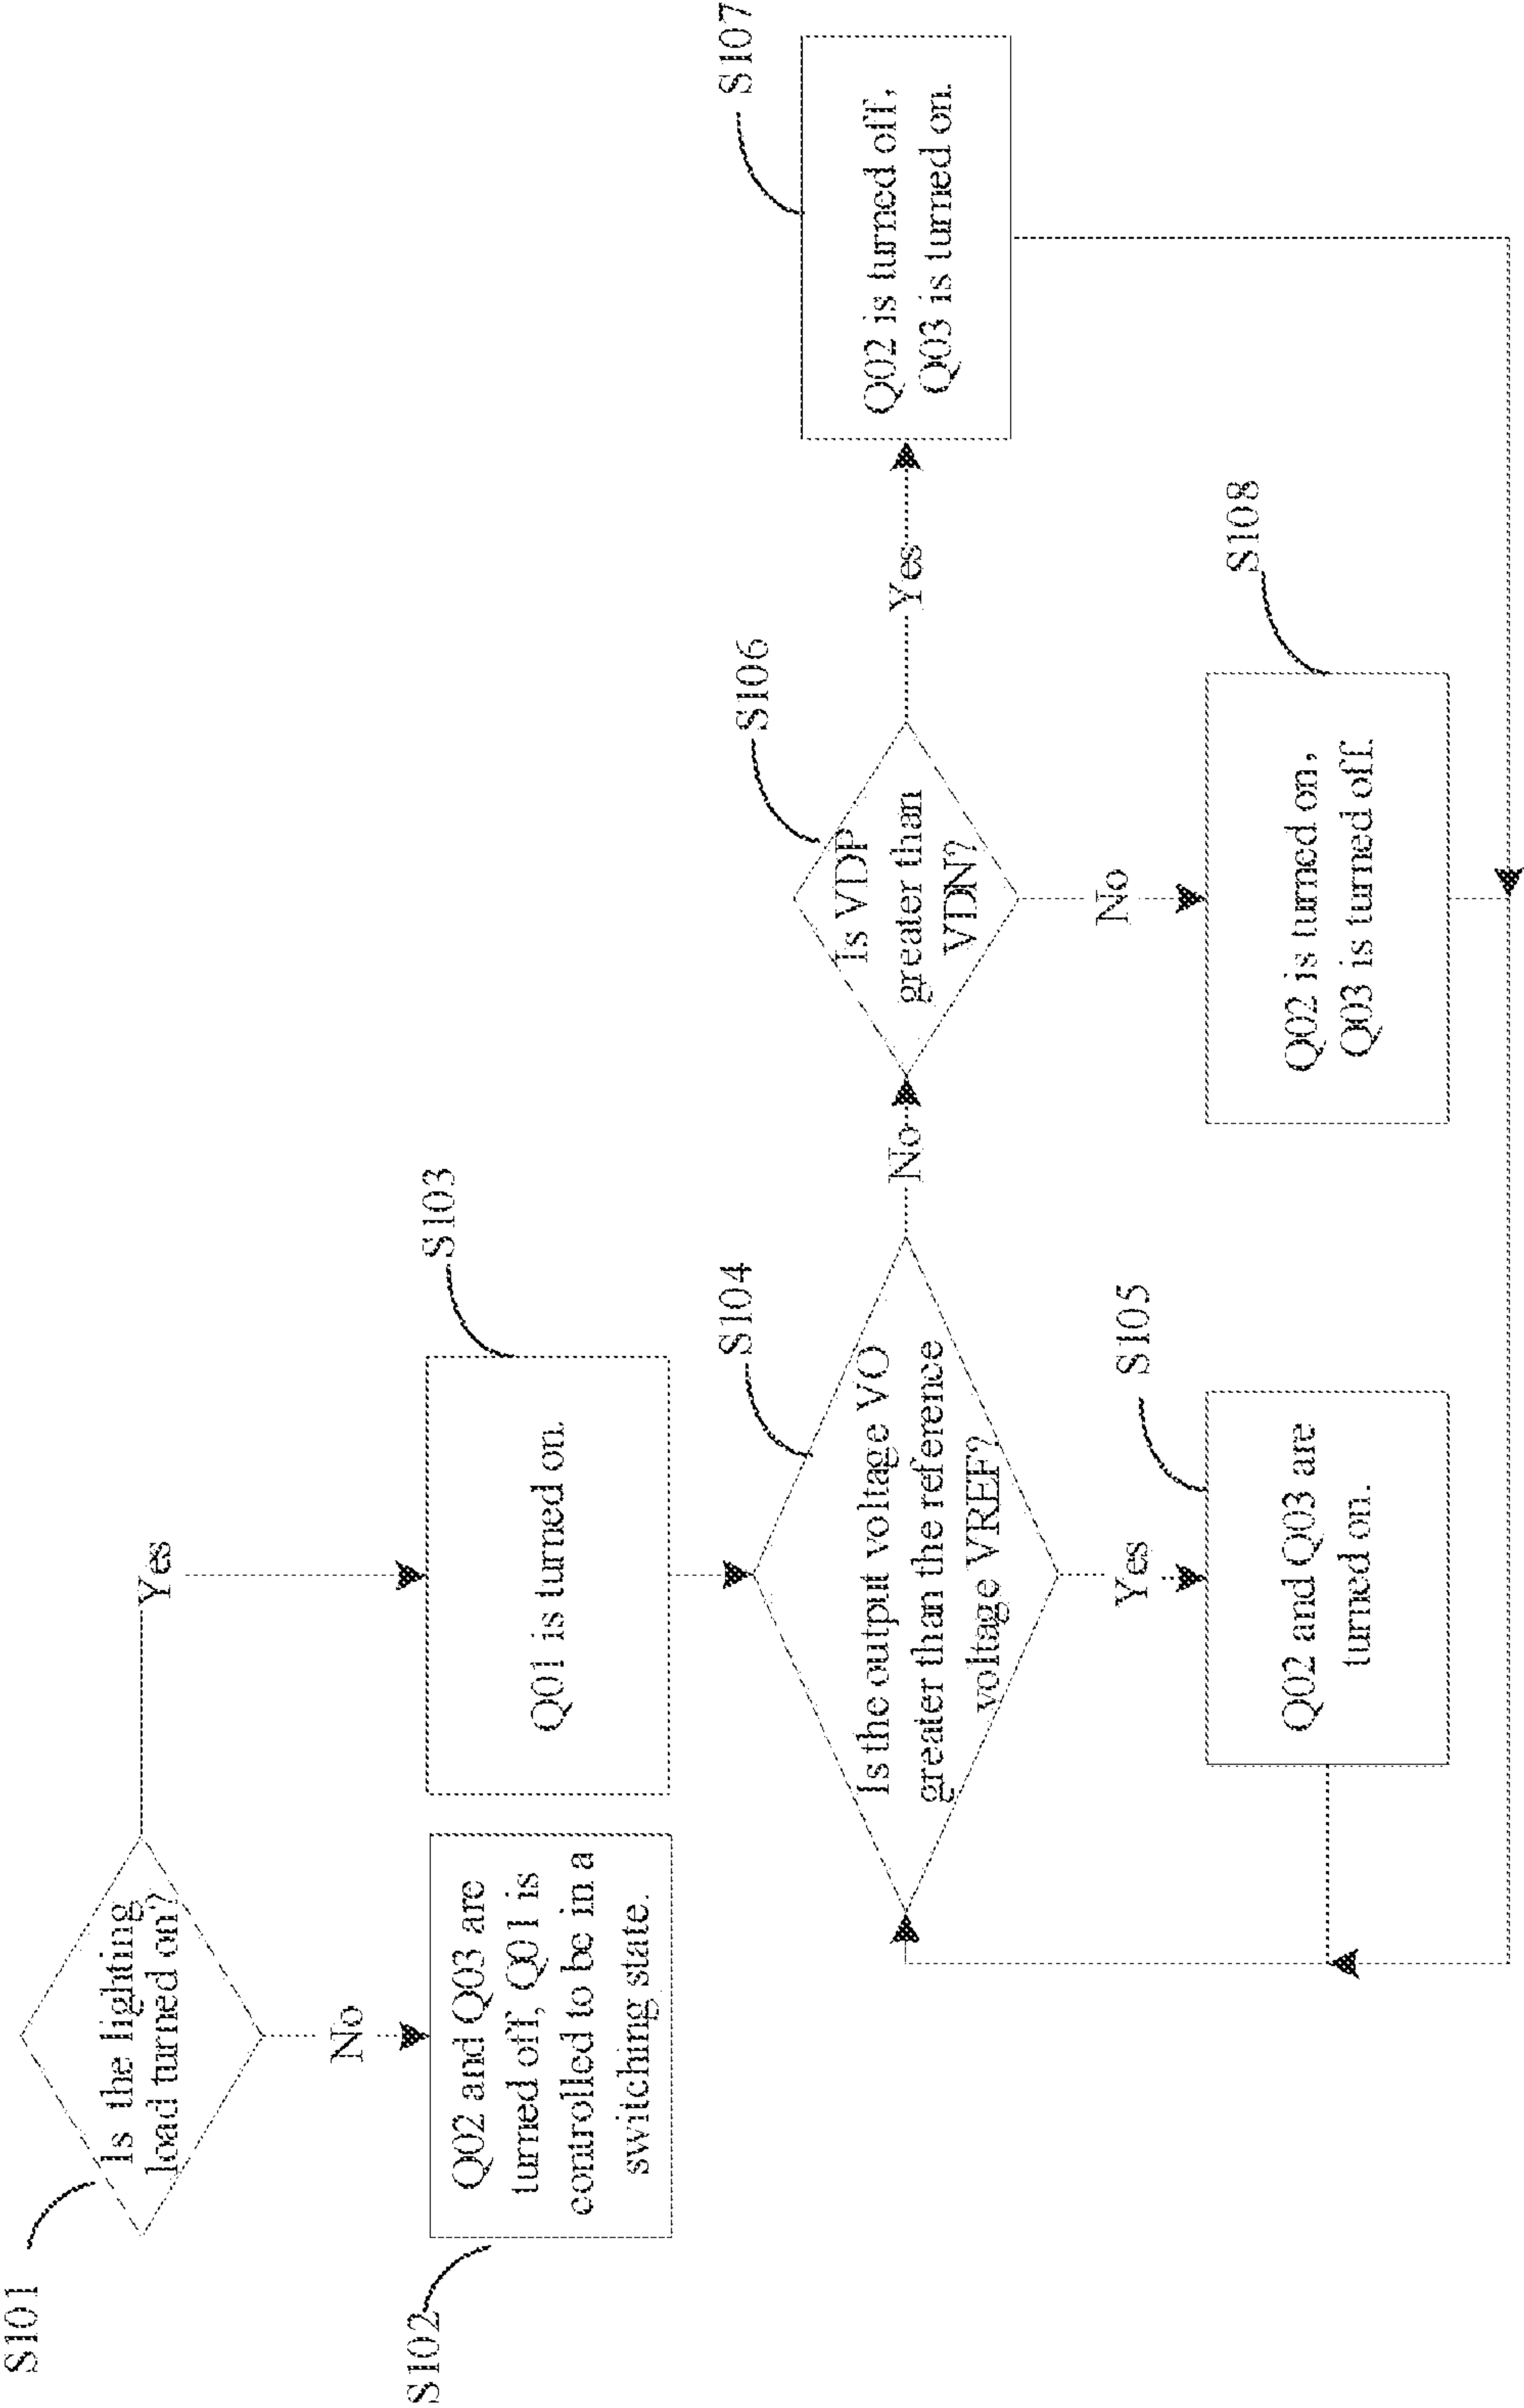 S101
Is the lighting
load turned on?
No
Yes
S102
Q02 and Q03 are
turned off, Q01 is
controlled to be in a
switching state.
S103
Q01 is turned on.
S104
Is the output voltage VO
greater than the reference
voltage VREF?
Yes
No
S105
Q02 and Q03 are
turned on.
S106
Is VDP
greater than
VDN?
Yes
No
S107
Q02 is turned off,
Q03 is turned on.
S108
Q02 is turned on,
Q03 is turned off.